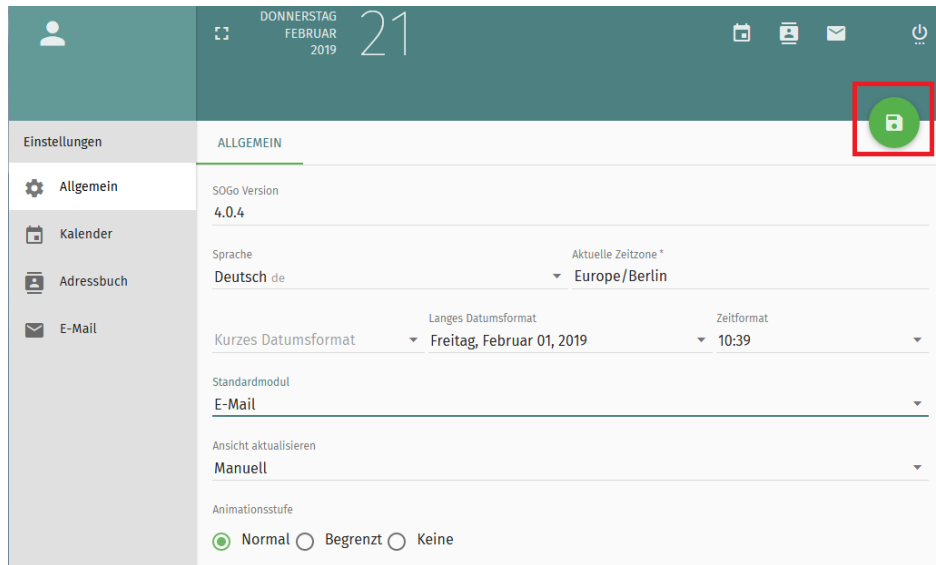 DONNERSTAG
FEBRUAR
2019
21
Einstellungen
ALLGEMEIN
Allgemein
Kalender
Adressbuch
E-Mail
SOGo Version
4.0.4
Sprache
Deutsch de
Aktuelle Zeitzone *
Europe/Berlin
Kurzes Datumsformat
Langes Datumsformat
Freitag, Februar 01, 2019
Zeitformat
10:39
Standardmodul
E-Mail
Ansicht aktualisieren
Manuell
Animationsstufe
Normal Begrenzt Keine